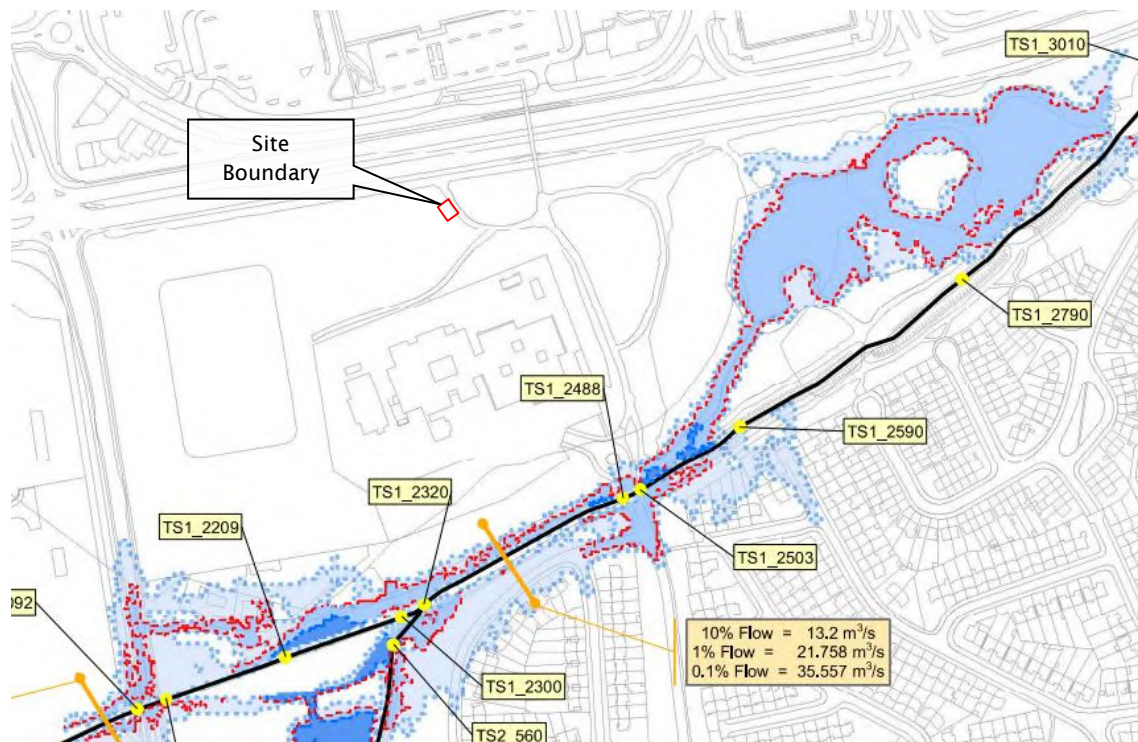 TS1_3010
Site
Boundary
TS1_2790
TS1_2488
TS1_2590
TS1_2320
TS1_2209
TS1_2503
092
10% Flow = 13.2 m³/s
1% Flow = 21.758 m³/s
0.1% Flow = 35.557 m³/s
TS1_2300
TS2_560